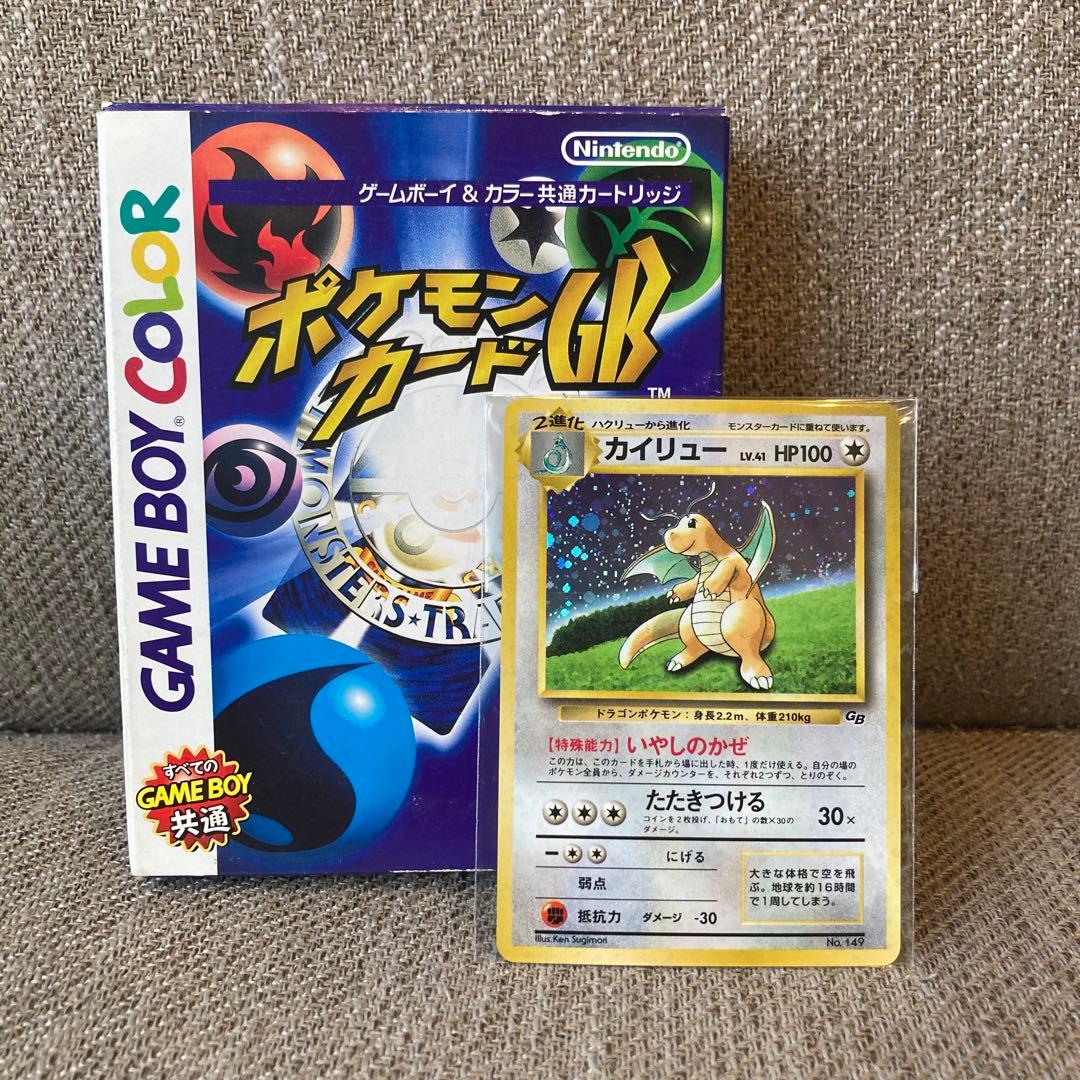 Nintendo®
ゲームボーイ & カラー共通カートリッジ
GAME BOY® COLOR
ポケモン
カードGB
TM
MONSTERS★TRA
すべての
GAME BOY
共通
2進化
ハクリューから進化
モンスターカードに重ねて使います。
カイリュー LV.41 HP100
ドラゴンポケモン:身長2.2m、体重210kg
GB
【特殊能力】いやしのかぜ
この力は、このカードを手札から場に出した時、1度だけ使える。自分の場の
ポケモン全員から、ダメージカウンターを、それぞれ2つずつ、とりのぞく。
たたきつける 30×
コインを2枚投げ、「おもて」の数×30の
ダメージ。
にげる
弱点
抵抗力 ダメージ -30
大きな体格で空を飛
ぶ。地球を約16時間
で1周してしまう。
Illus.Ken Sugimori
No. 149